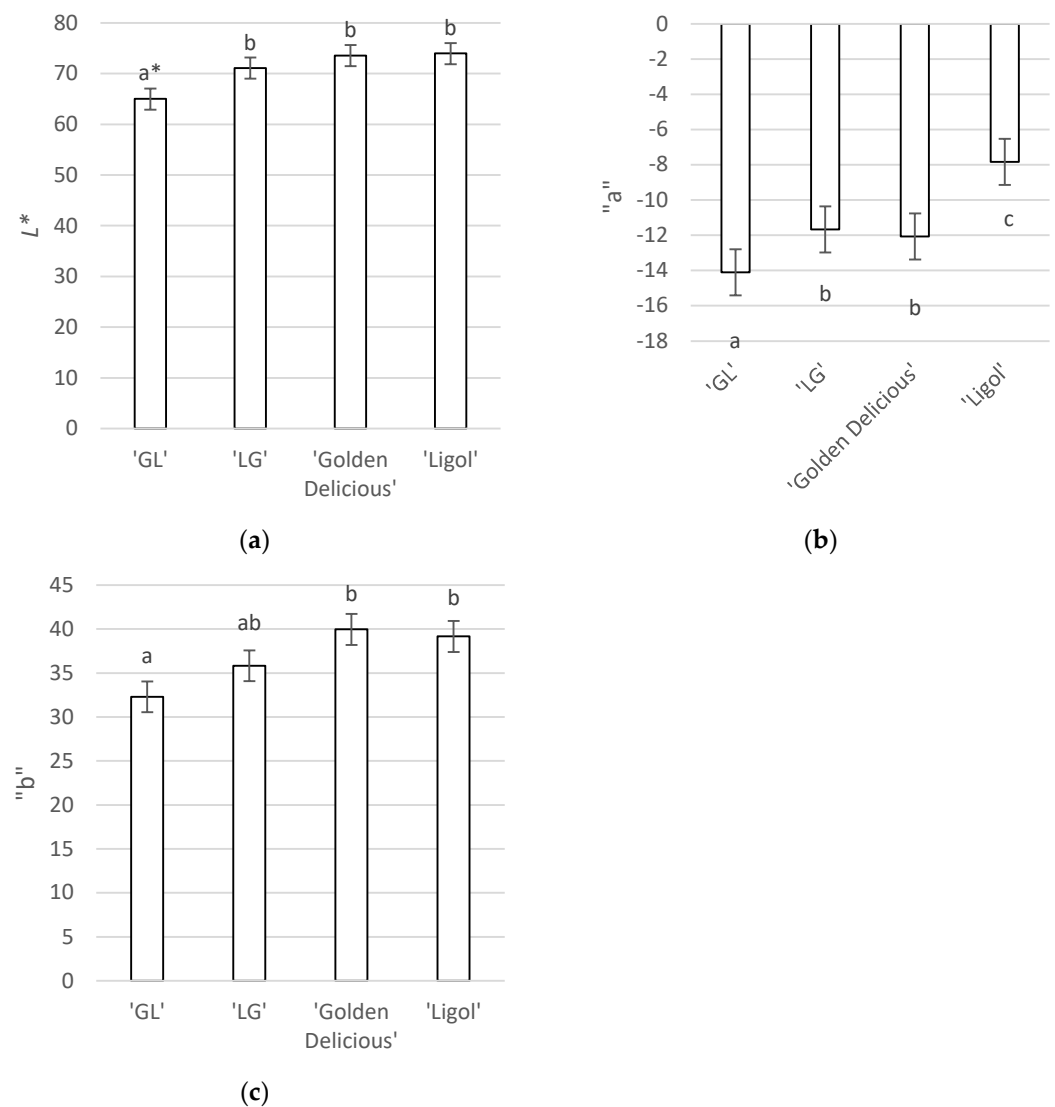 80
70
60
50
40
30
20
10
0
L*
a*
b
b
b
'GL'
'LG'
'Golden
Delicious'
'Ligol'
(a)
0
-2
-4
-6
-8
-10
-12
-14
-16
-18
"a"
a
b
b
c
'GL'
'LG'
'Golden Delicious'
'Ligol'
(b)
45
40
35
30
25
20
15
10
5
0
"b"
a
ab
b
b
'GL'
'LG'
'Golden
Delicious'
'Ligol'
(c)